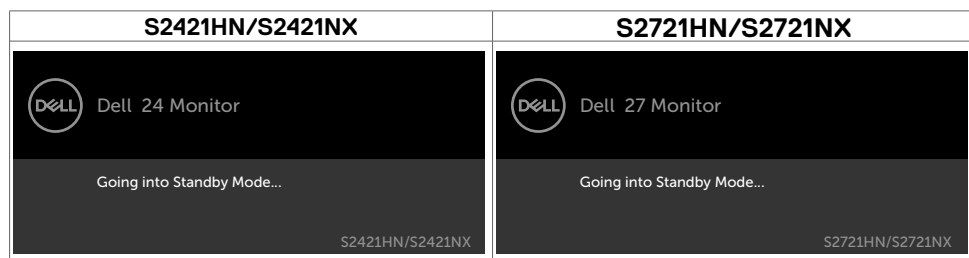 S2421HN/S2421NX
S2721HN/S2721NX
DELL Dell 24 Monitor
Going into Standby Mode...
S2421HN/S2421NX
DELL Dell 27 Monitor
Going into Standby Mode...
S2721HN/S2721NX